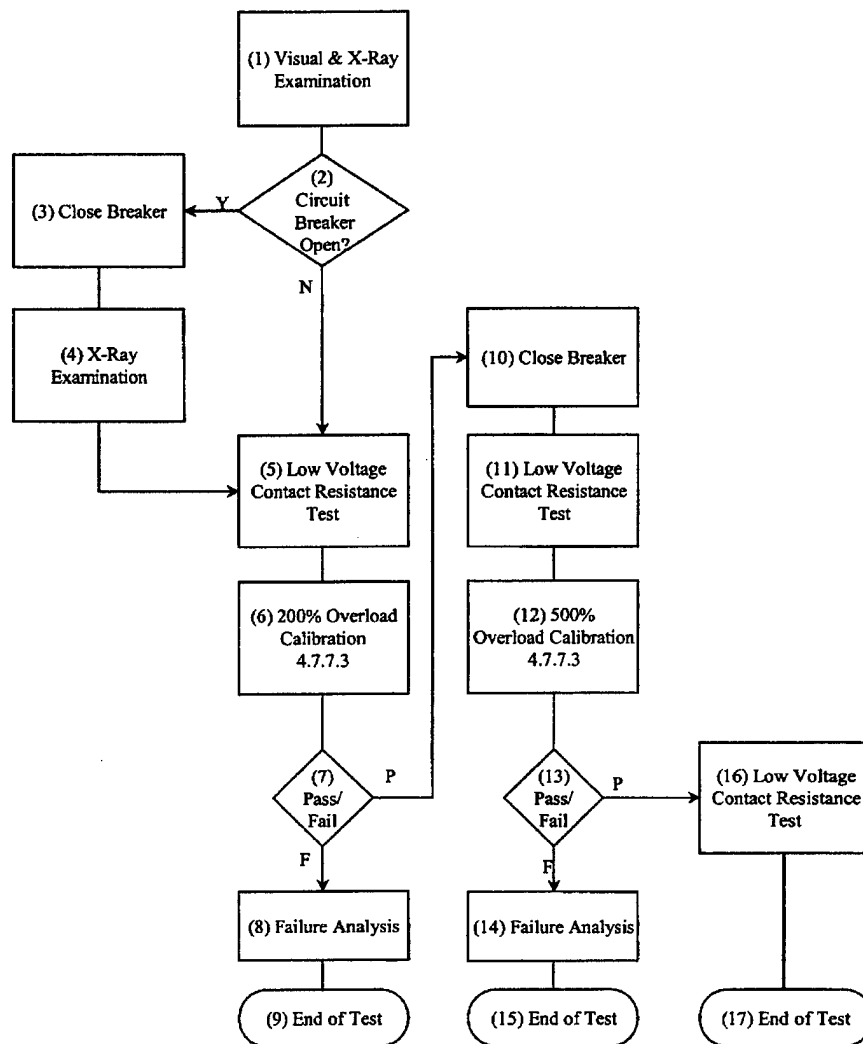 (1) Visual & X-Ray
Examination
(2)
Circuit
Breaker
Open?
Y
N
(3) Close Breaker
(4) X-Ray
Examination
(5) Low Voltage
Contact Resistance
Test
(6) 200% Overload
Calibration
4.7.7.3
(7)
Pass/
Fail
P
F
(8) Failure Analysis
(9) End of Test
(10) Close Breaker
(11) Low Voltage
Contact Resistance
Test
(12) 500%
Overload Calibration
4.7.7.3
(13)
Pass/
Fail
P
F
(14) Failure Analysis
(15) End of Test
(16) Low Voltage
Contact Resistance
Test
(17) End of Test